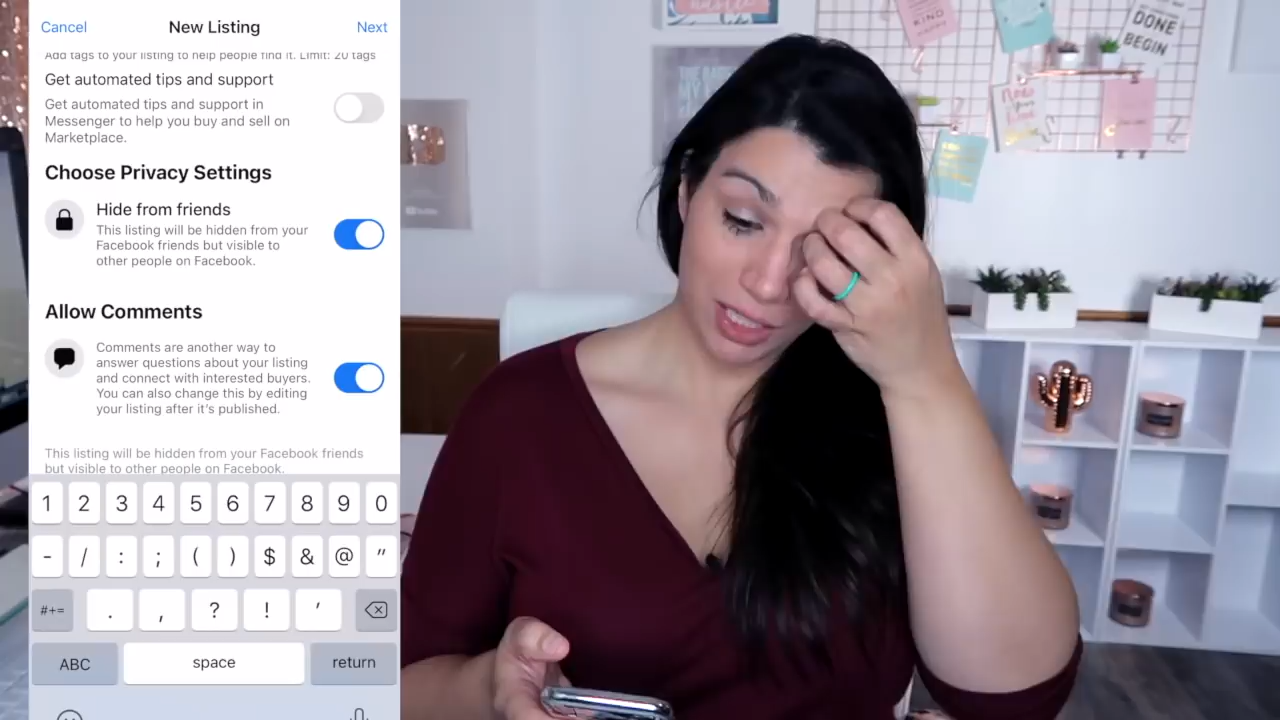 Cancel New Listing Next
Add tags to your listing to help people find it. Limit: 20 tags
Get automated tips and support
Get automated tips and support in
Messenger to help you buy and sell on
Marketplace.
Choose Privacy Settings
Hide from friends
This listing will be hidden from your
Facebook friends but visible to
other people on Facebook.
Allow Comments
Comments are another way to
answer questions about your listing
and connect with interested buyers.
You can also change this by editing
your listing after it's published.
This listing will be hidden from your Facebook friends
but visible to other people on Facebook.
1 2 3 4 5 6 7 8 9 0
- / : ; ( ) $ & @ "
#+= . , ? ! '
ABC space return
KIND
DONE
BEGIN